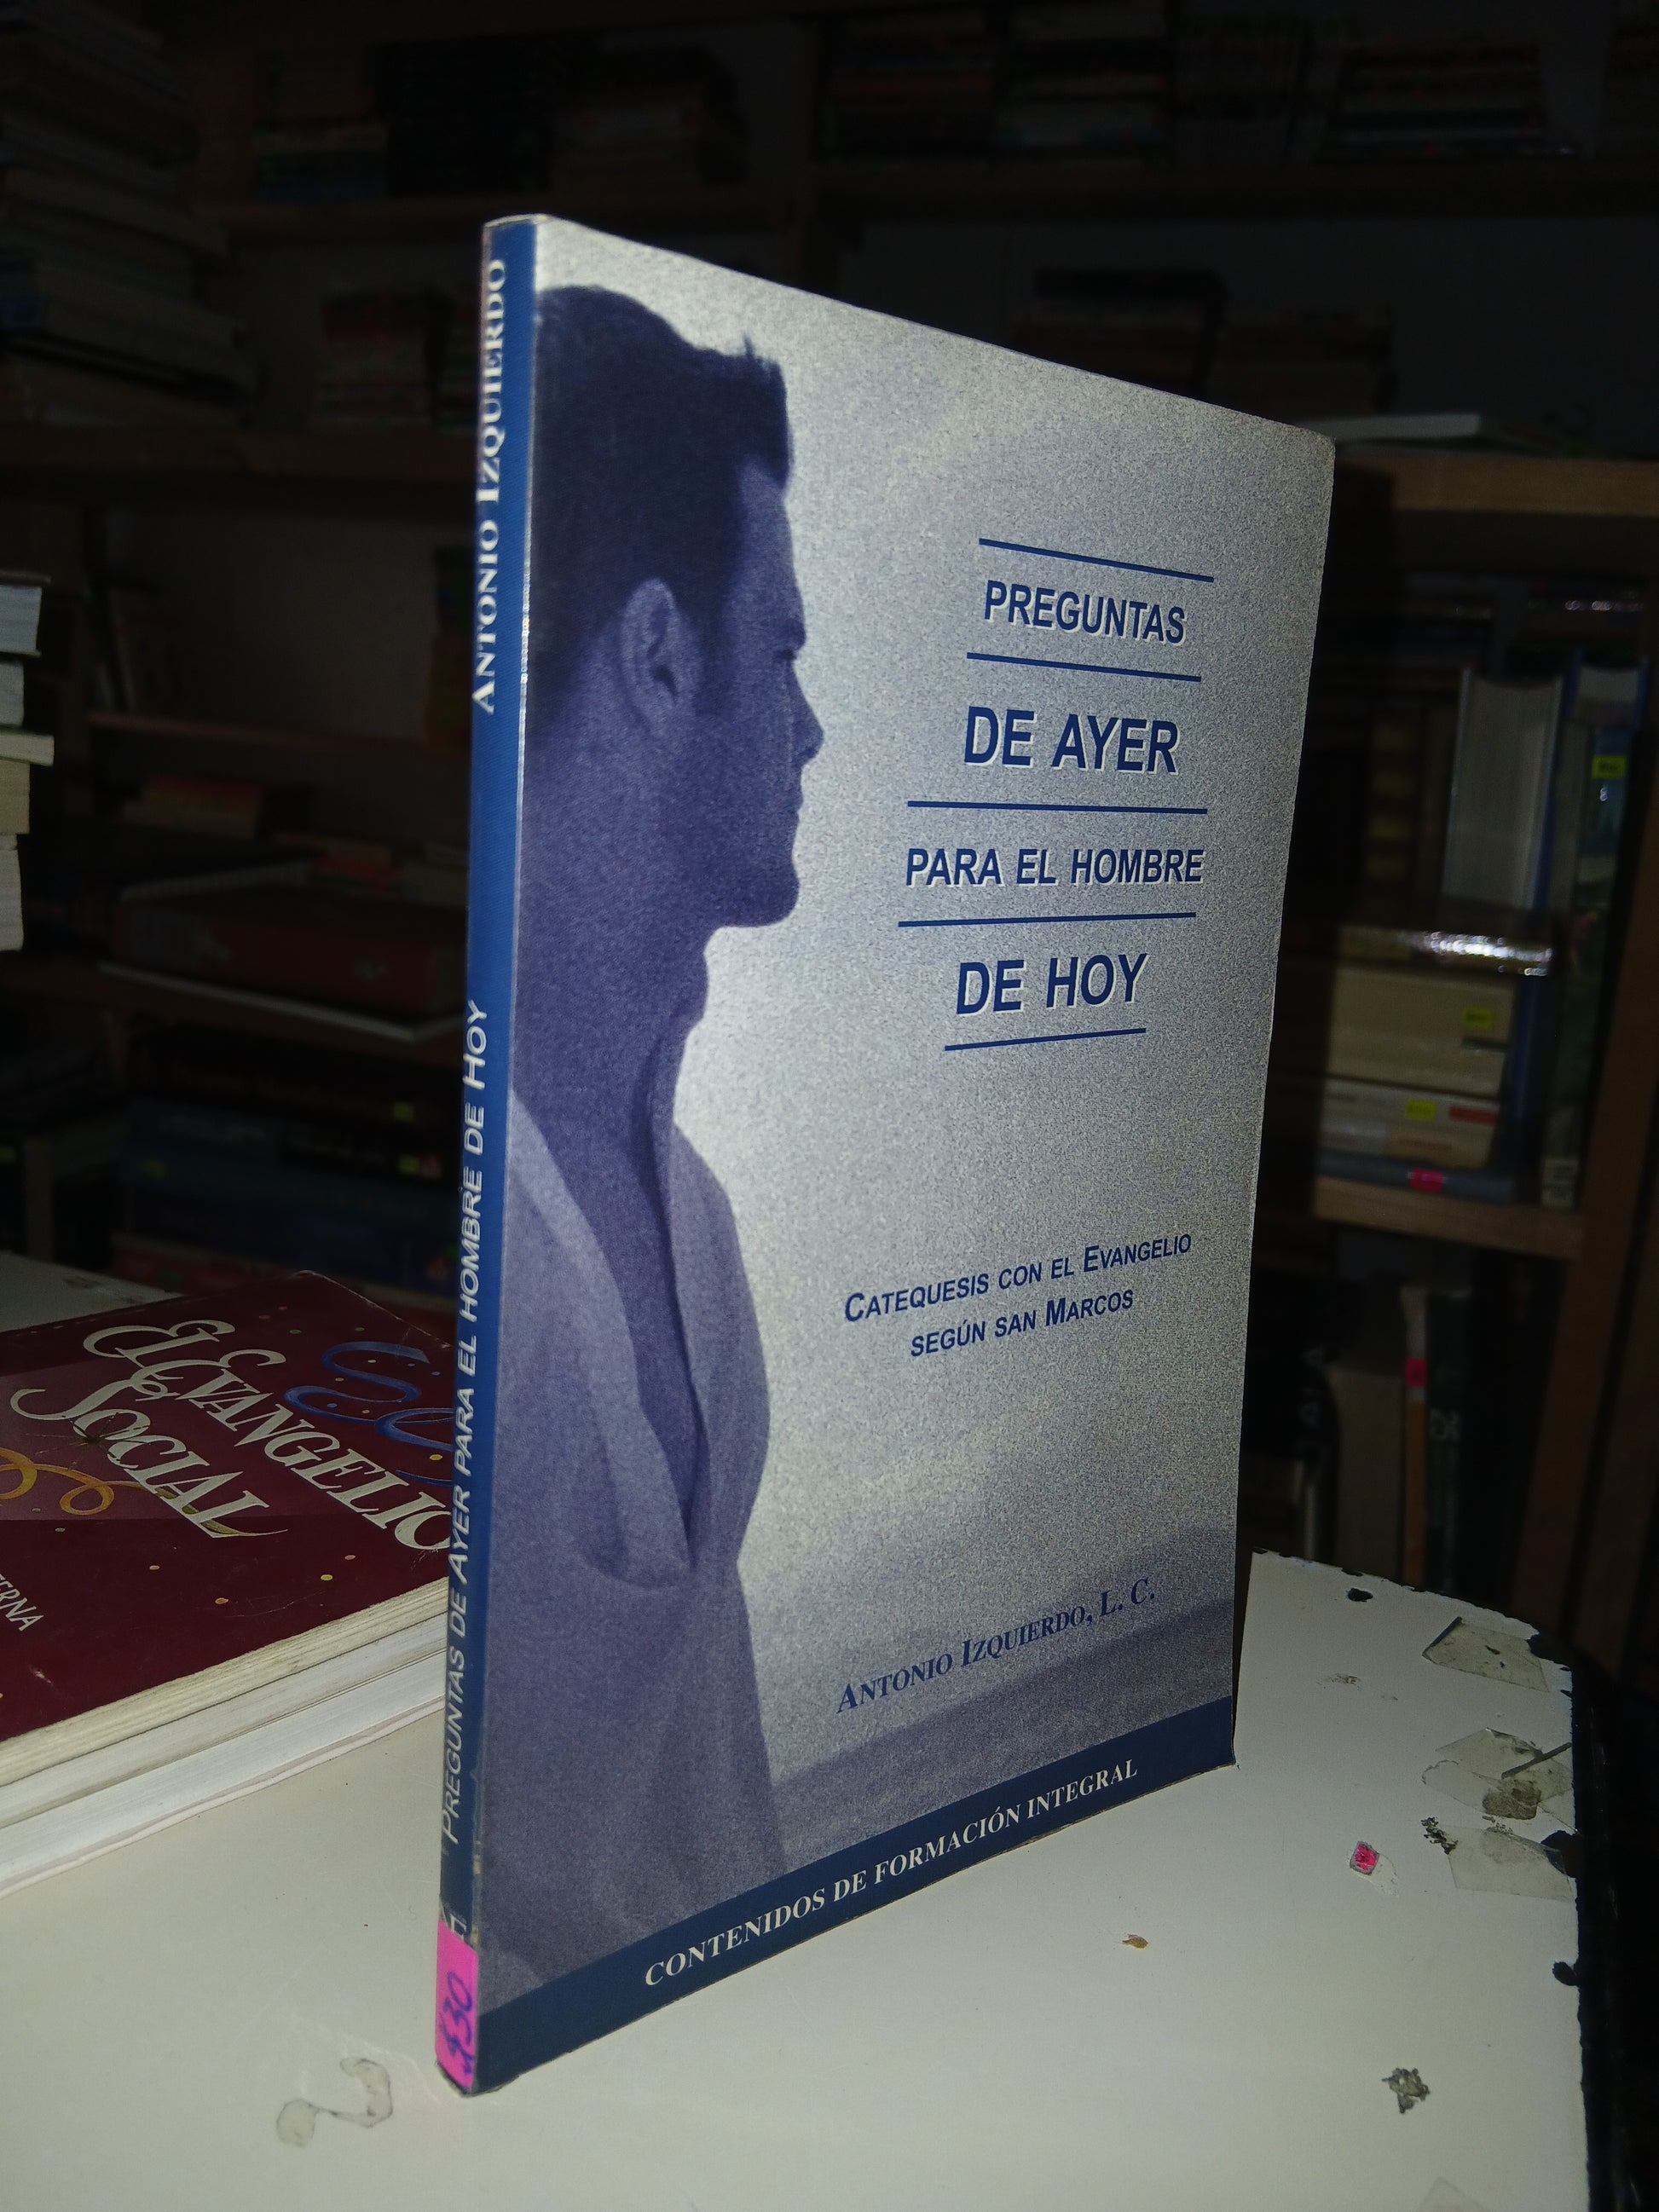 PREGUNTAS
DE AYER
PARA EL HOMBRE
DE HOY
CATEQUESIS CON EL EVANGELIO
SEGÚN SAN MARCOS
ANTONIO IZQUIERDO, L. C.
CONTENIDOS DE FORMACIÓN INTEGRAL
ANTONIO IZQUIERDO
PREGUNTAS DE AYER PARA EL HOMBRE DE HOY
$30
EL EVANGELIO
SOCIAL